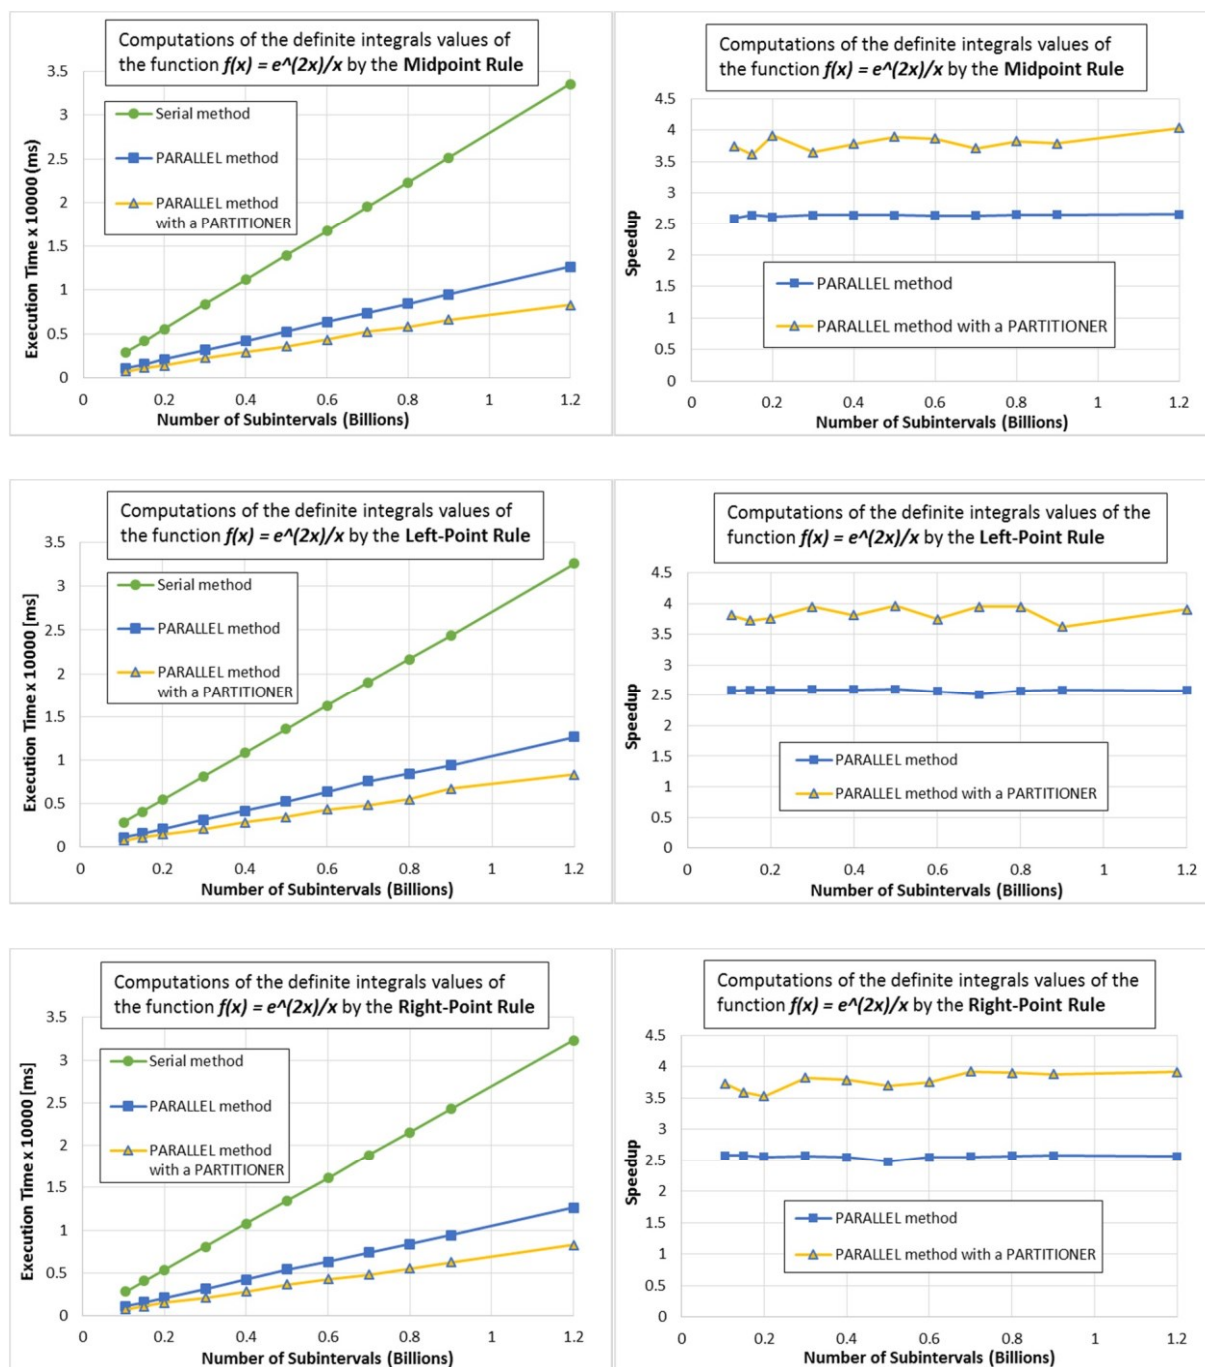 Computations of the definite integrals values of
the function f(x) = e^(2x)/x by the Midpoint Rule
3.5
3
2.5
2
1.5
1
0.5
0
Execution Time x 10000 (ms)
Serial method
PARALLEL method
PARALLEL method
with a PARTITIONER
0 0.2 0.4 0.6 0.8 1 1.2
Number of Subintervals (Billions)
Computations of the definite integrals values of
the function f(x) = e^(2x)/x by the Midpoint Rule
4.5
4
3.5
3
2.5
2
1.5
1
0.5
0
Speedup
PARALLEL method
PARALLEL method with a PARTITIONER
0 0.2 0.4 0.6 0.8 1 1.2
Number of Subintervals (Billions)
Computations of the definite integrals values of
the function f(x) = e^(2x)/x by the Left-Point Rule
3.5
3
2.5
2
1.5
1
0.5
0
Execution Time x 10000 [ms]
Serial method
PARALLEL method
PARALLEL method
with a PARTITIONER
0 0.2 0.4 0.6 0.8 1 1.2
Number of Subintervals (Billions)
Computations of the definite integrals values of the
function f(x) = e^(2x)/x by the Left-Point Rule
4.5
4
3.5
3
2.5
2
1.5
1
0.5
0
Speedup
PARALLEL method
PARALLEL method with a PARTITIONER
0 0.2 0.4 0.6 0.8 1 1.2
Number of Subintervals (Billions)
Computations of the definite integrals values of
the function f(x) = e^(2x)/x by the Right-Point Rule
3.5
3
2.5
2
1.5
1
0.5
0
Execution Time x 10000 [ms]
Serial method
PARALLEL method
PARALLEL method
with a PARTITIONER
0 0.2 0.4 0.6 0.8 1 1.2
Number of Subintervals (Billions)
Computations of the definite integrals values of the
function f(x) = e^(2x)/x by the Right-Point Rule
4.5
4
3.5
3
2.5
2
1.5
1
0.5
0
Speedup
PARALLEL method
PARALLEL method with a PARTITIONER
0 0.2 0.4 0.6 0.8 1 1.2
Number of Subintervals (Billions)